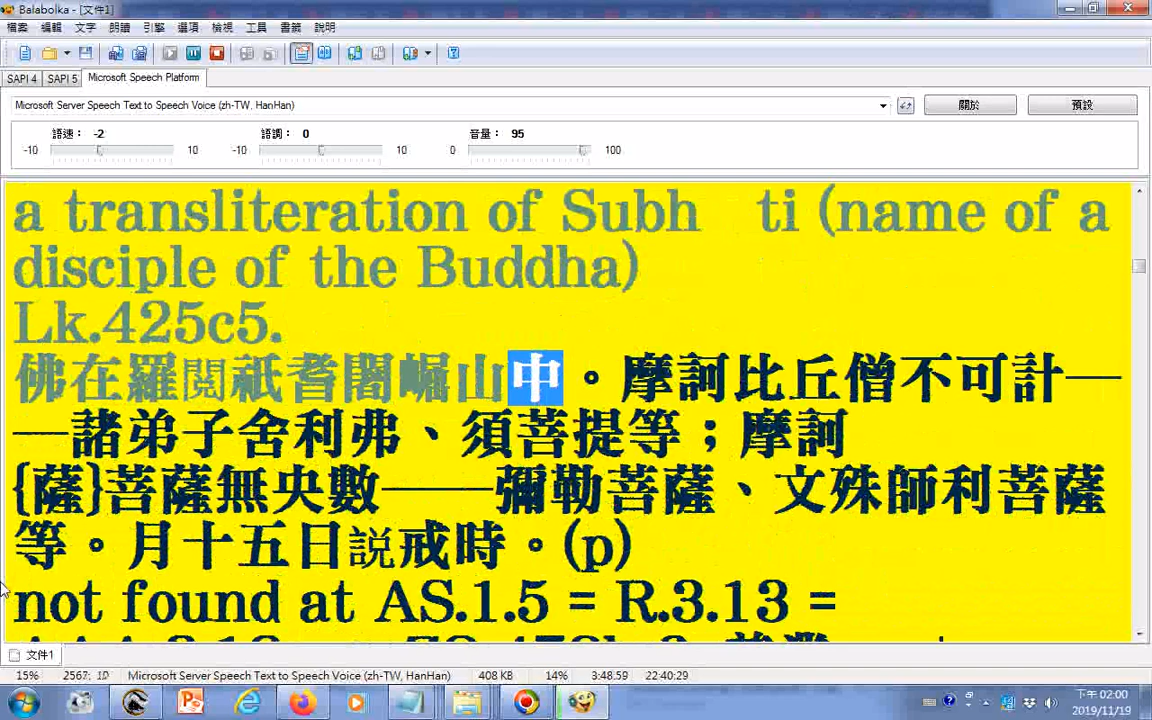 Balabolka - [文件1]
檔案 編輯 文字 朗讀 引擎 選項 檢視 工具 書籤 說明
SAPI 4 SAPI 5 Microsoft Speech Platform
Microsoft Server Speech Text to Speech Voice (zh-TW, HanHan) 關於 預設
語速： -2 語調： 0 音量： 95
-10 10 -10 10 0 100
a transliteration of Subh ti (name of a
disciple of the Buddha)
Lk.425c5.
佛在羅閱祇耆闍崛山中。摩訶比丘僧不可計—
—諸弟子舍利弗、須菩提等；摩訶
{薩}菩薩無央數——彌勒菩薩、文殊師利菩薩
等。月十五日説戒時。(p)
not found at AS.1.5 = R.3.13 =
文件1
15% 2567: 1D Microsoft Server Speech Text to Speech Voice (zh-TW, HanHan) 408 KB 14% 3:48.59 22:40:29
下午 02:00
2019/11/19